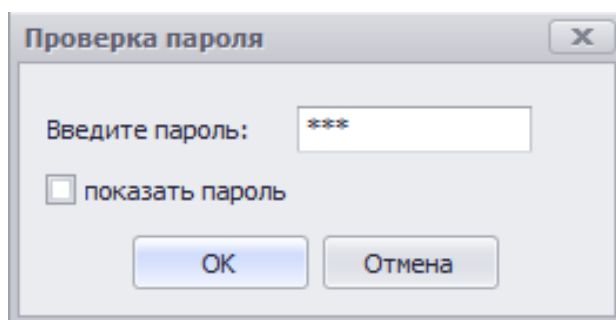 Проверка пароля
Введите пароль: ***
показать пароль
OK Отмена